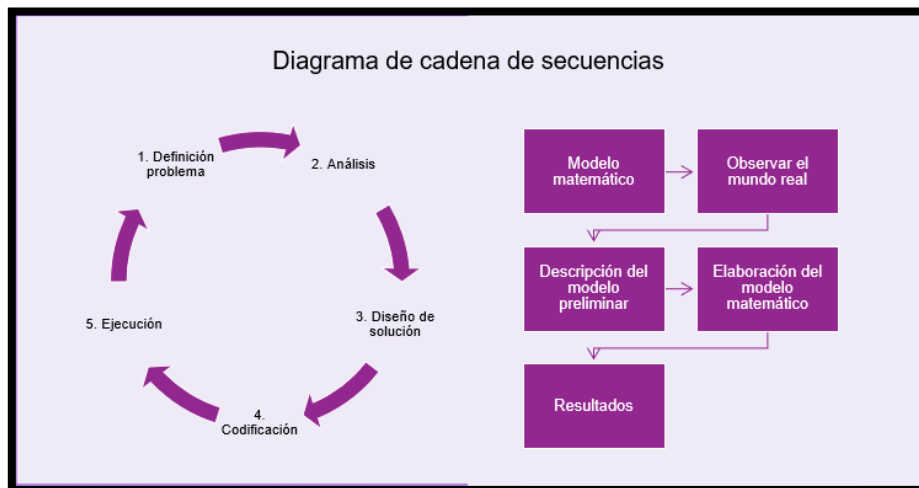 Diagrama de cadena de secuencias
1. Definición
problema
2. Análisis
3. Diseño de
solución
4.
Codificación
5. Ejecución
Modelo
matemático
Observar el
mundo real
Descripción del
modelo
preliminar
Elaboración del
modelo
matemático
Resultados